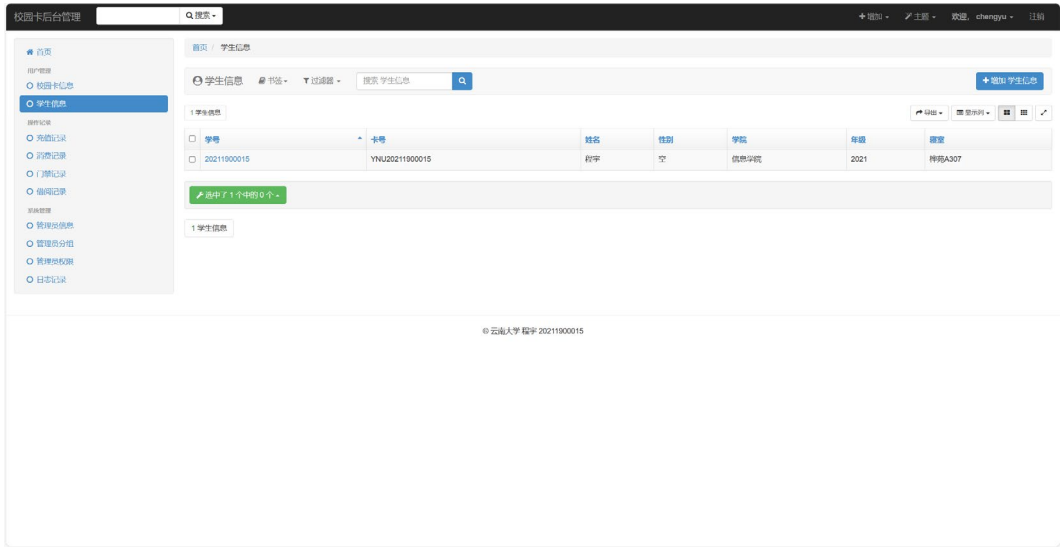 校园卡后台管理 搜索 增加 主题 欢迎, chengyu 注销
首页
用户管理
校园卡信息
学生信息
操作记录
充值记录
消费记录
门禁记录
借阅记录
系统管理
管理员信息
管理员分组
管理员权限
日志记录
首页 / 学生信息
学生信息 书签 过滤器 搜索 学生信息 增加 学生信息
1 学生信息 导出 显示列
学号 卡号 姓名 性别 学院 年级 寝室
20211900015 YNU20211900015 程宇 空 信息学院 2021 楸苑A307
选中了 1 个中的 0 个
1 学生信息
© 云南大学 程宇 20211900015